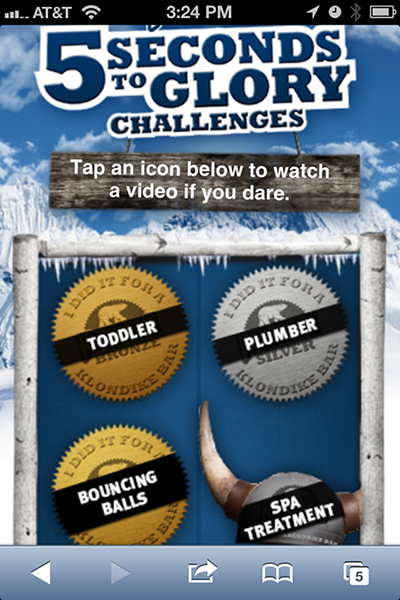 AT&T 3:24 PM
5 SECONDS
TO GLORY
CHALLENGES
Tap an icon below to watch
a video if you dare.
I DID IT FOR A
TODDLER
BRONZE
KLONDIKE BAR
I DID IT FOR A
PLUMBER
SILVER
KLONDIKE BAR
I DID IT FOR A
BOUNCING
BALLS
KLONDIKE BAR
SPA
TREATMENT
KLONDIKE BAR
5